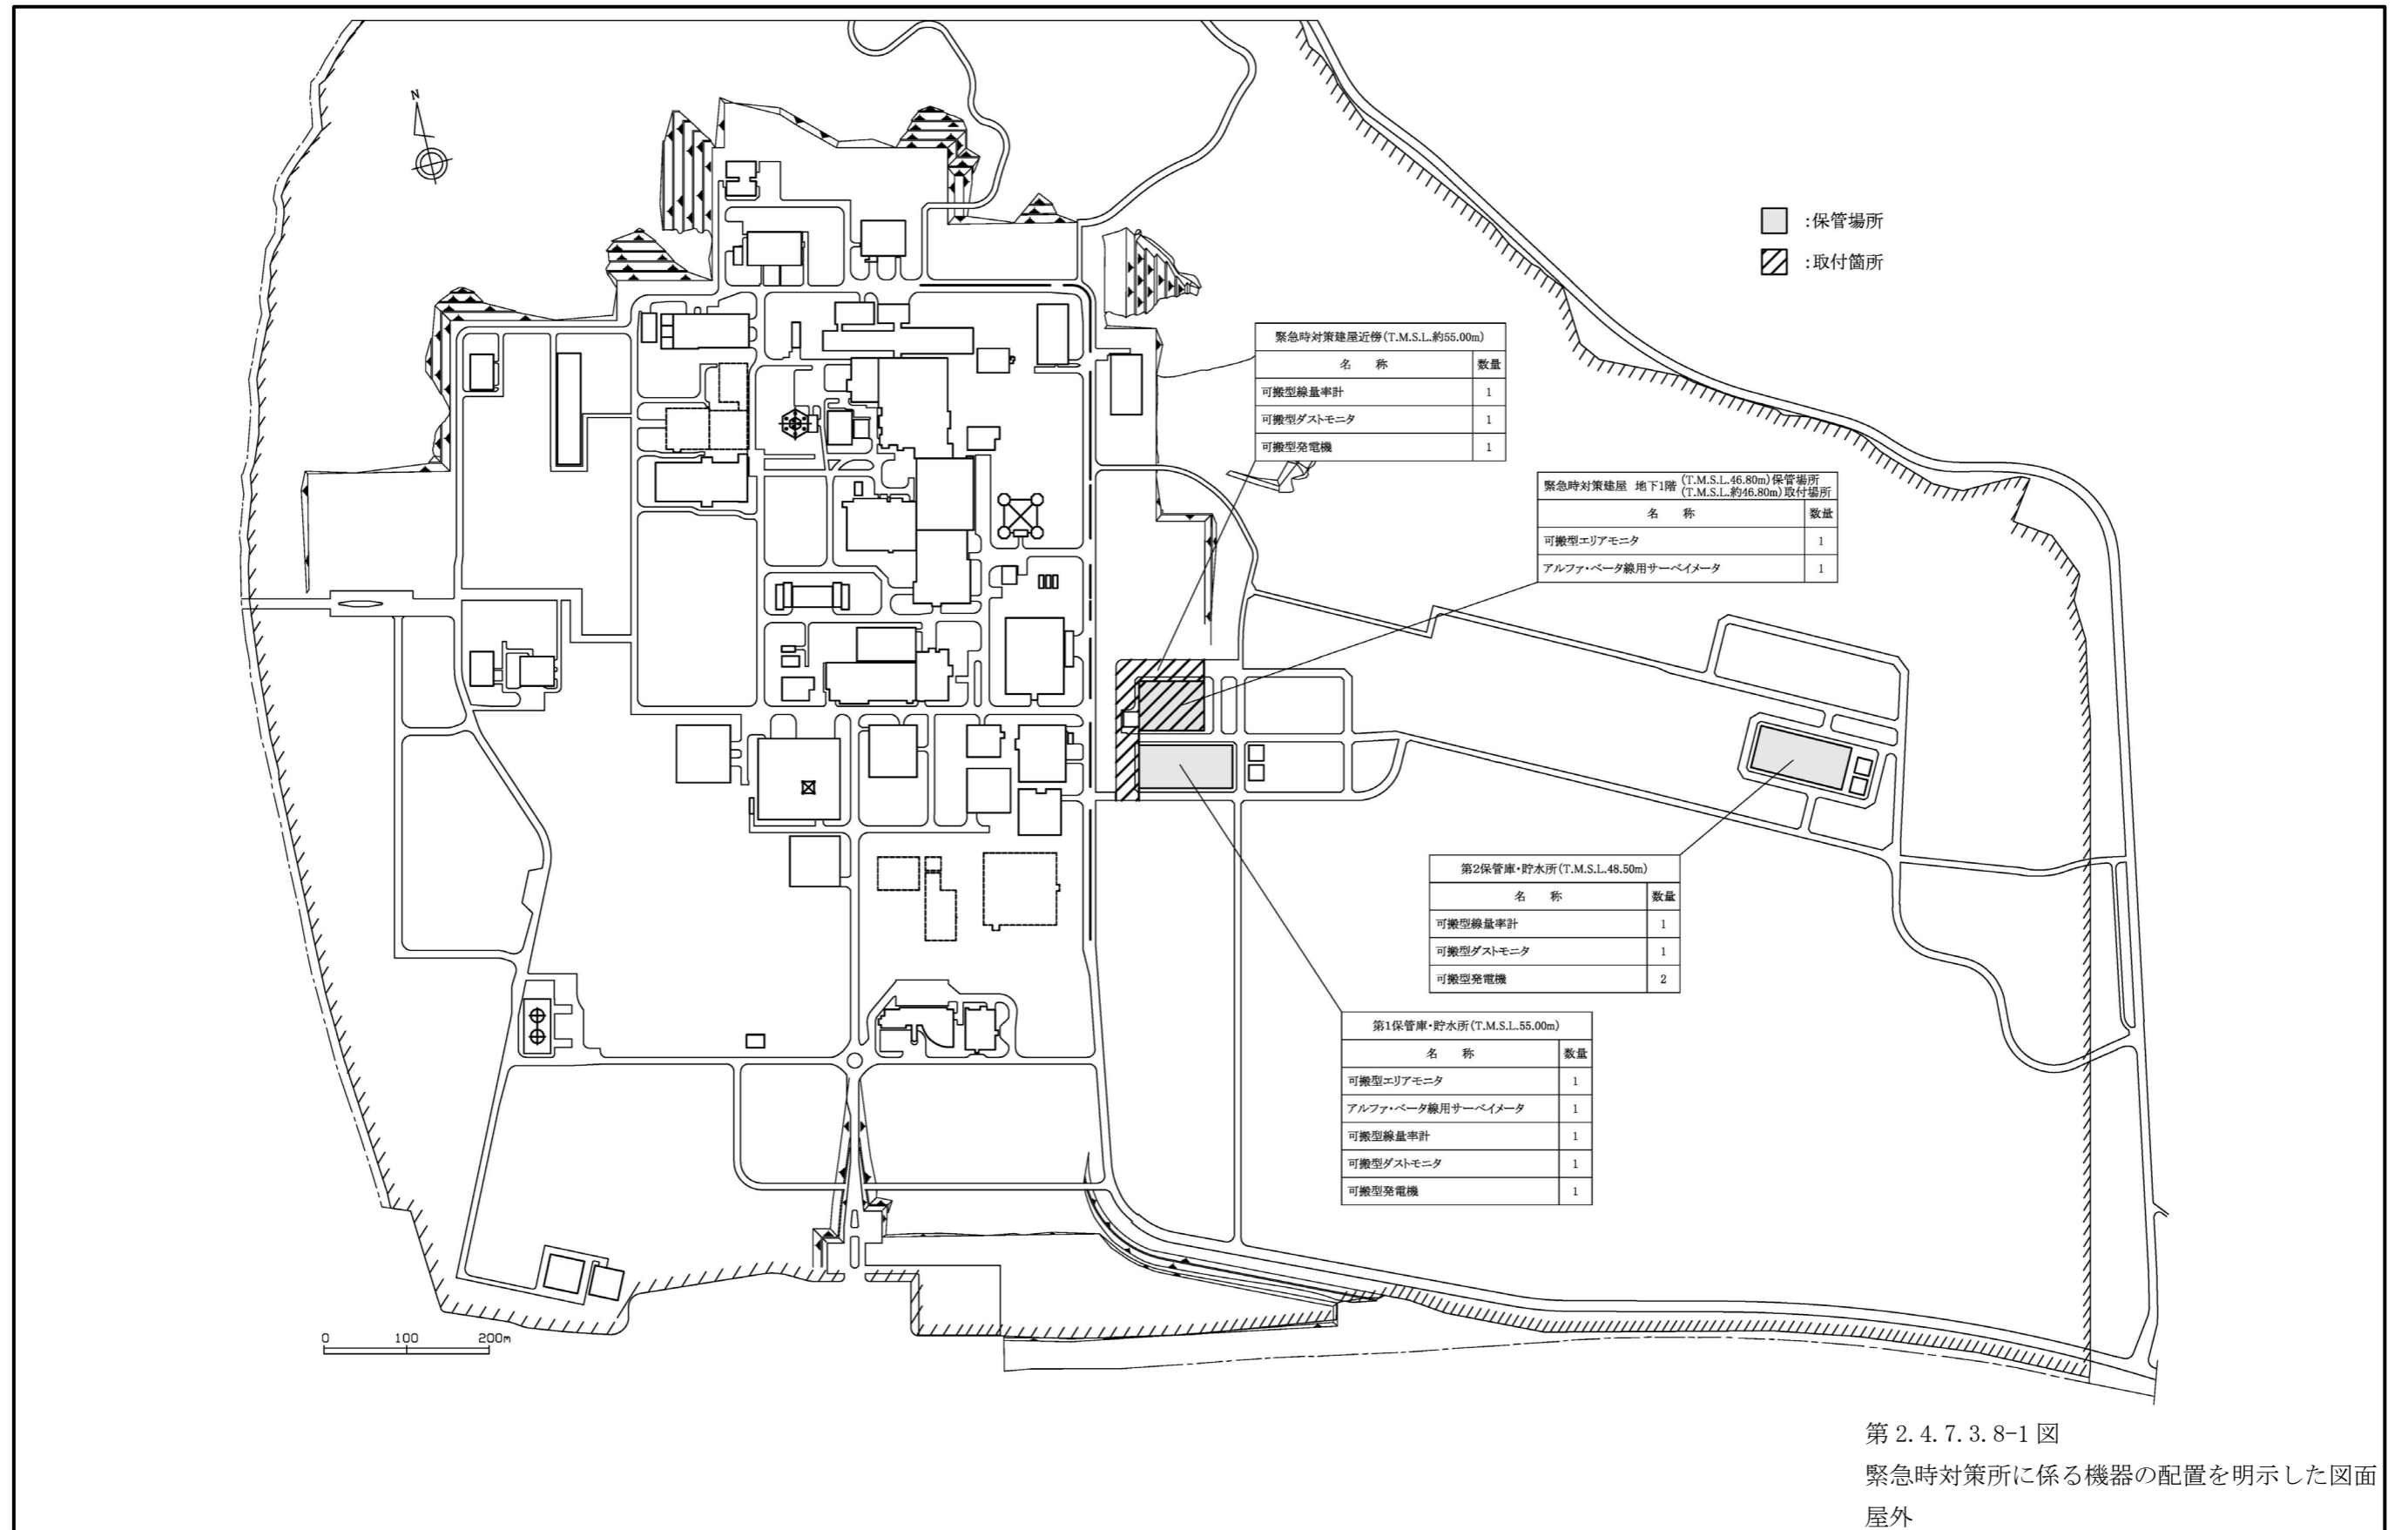 N
:保管場所
:取付箇所
緊急時対策建屋近傍(T.M.S.L.約55.00m)
名 称 数量
可搬型線量率計 1
可搬型ダストモニタ 1
可搬型発電機 1
緊急時対策建屋 地下1階 (T.M.S.L.46.80m)保管場所
(T.M.S.L.約46.80m)取付場所
名 称 数量
可搬型エリアモニタ 1
アルファ・ベータ線用サーベイメータ 1
第2保管庫・貯水所(T.M.S.L.48.50m)
名 称 数量
可搬型線量率計 1
可搬型ダストモニタ 1
可搬型発電機 2
第1保管庫・貯水所(T.M.S.L.55.00m)
名 称 数量
可搬型エリアモニタ 1
アルファ・ベータ線用サーベイメータ 1
可搬型線量率計 1
可搬型ダストモニタ 1
可搬型発電機 1
0 100 200m
第 2.4.7.3.8-1 図
緊急時対策所に係る機器の配置を明示した図面
屋外